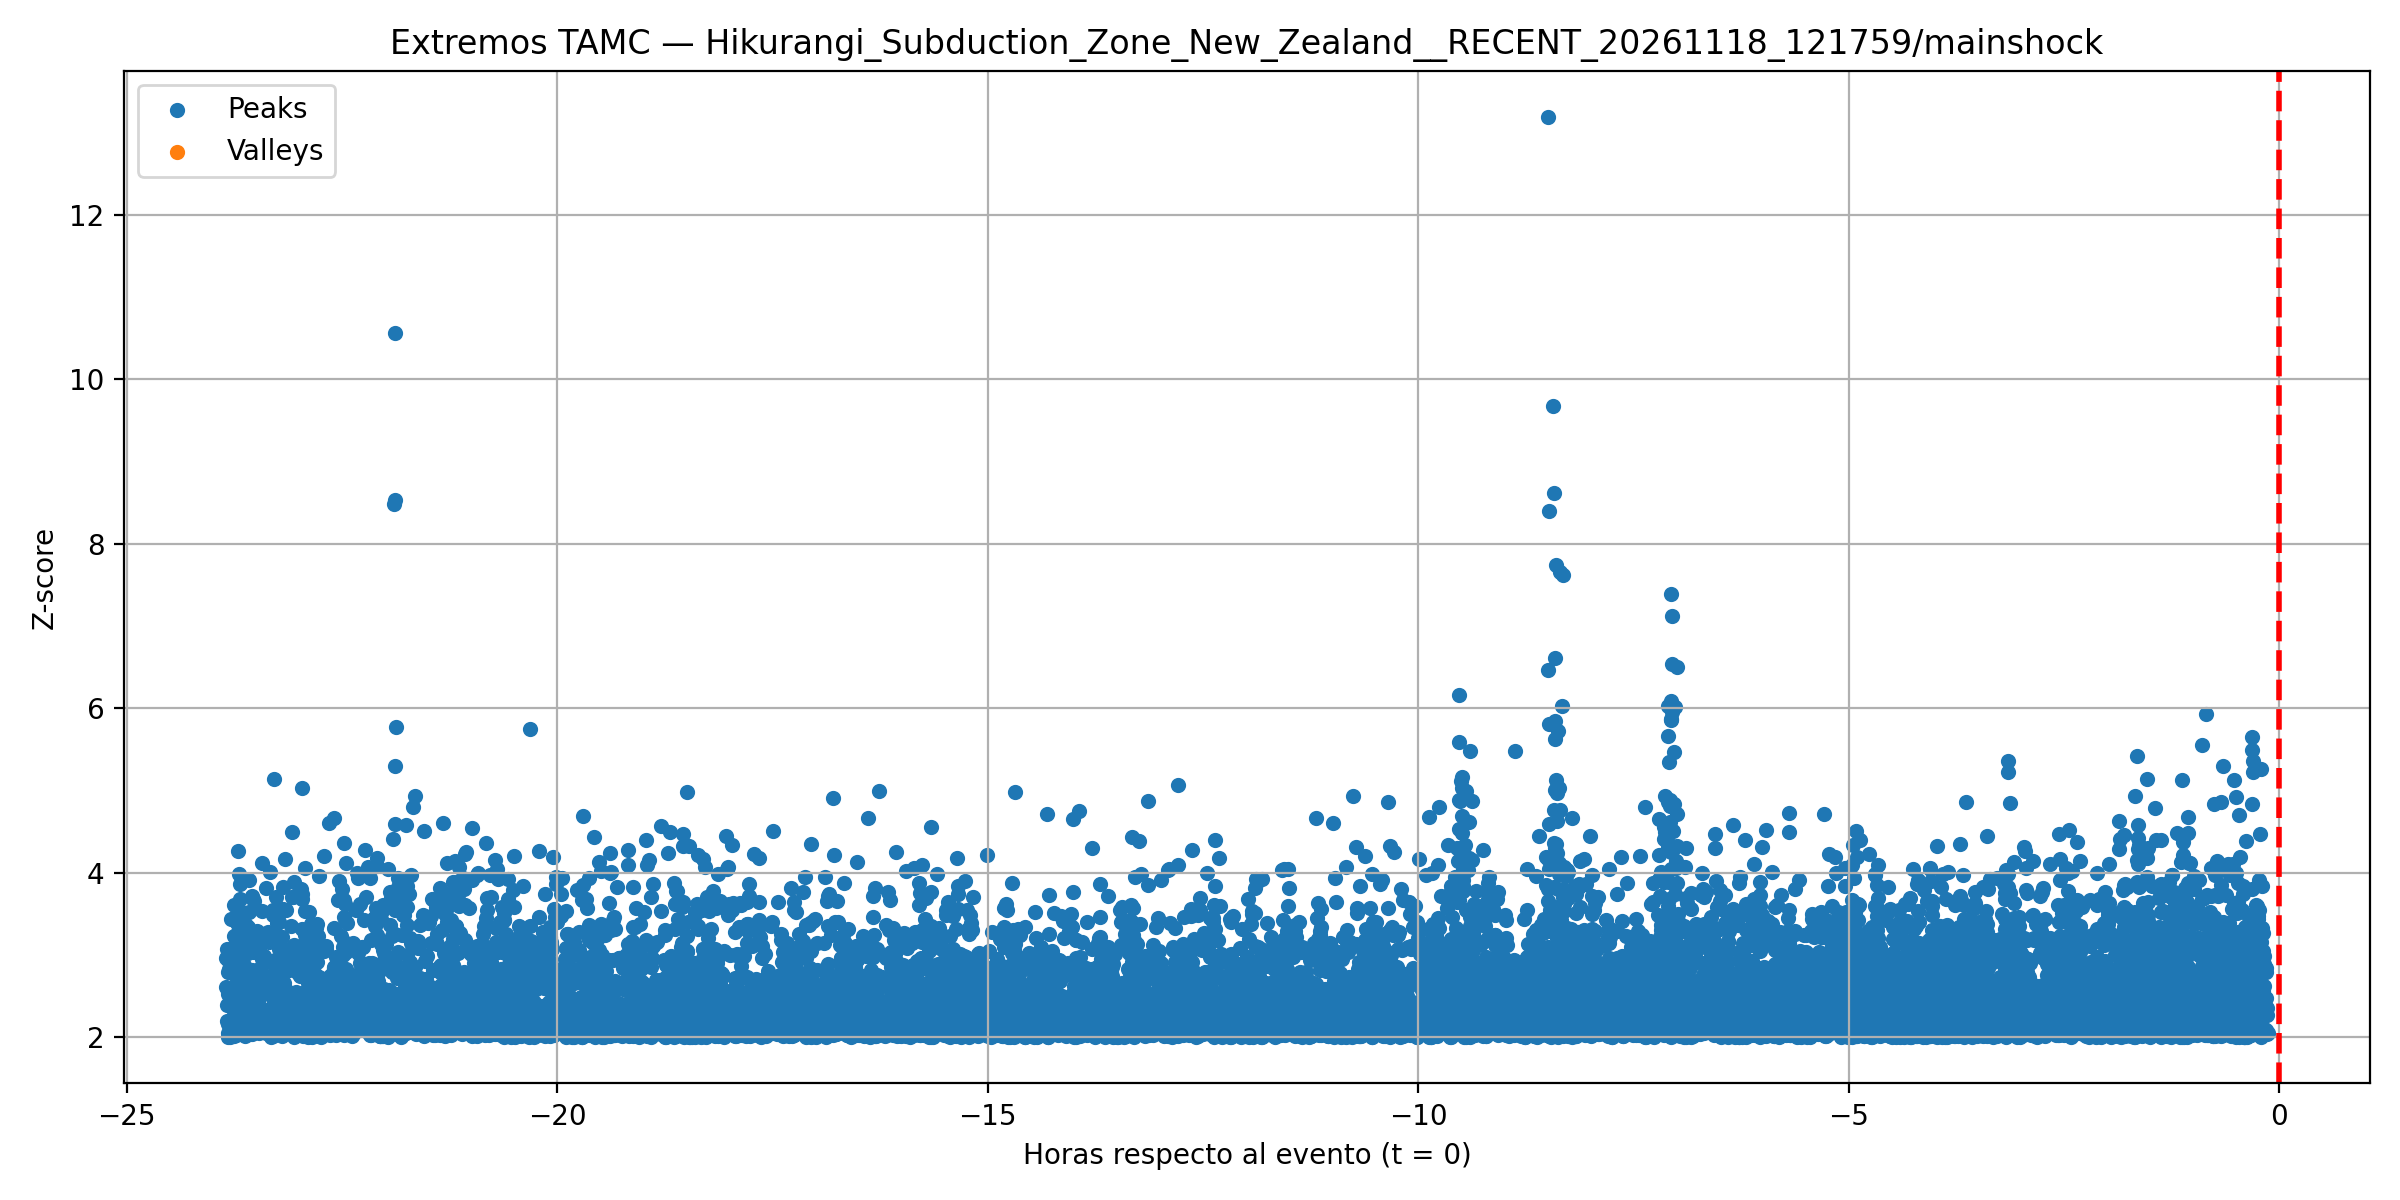 Extremos TAMC — Hikurangi_Subduction_Zone_New_Zealand__RECENT_20261118_121759/mainshock
Peaks
Valleys
Z-score
12
10
8
6
4
2
−25
−20
−15
−10
−5
0
Horas respecto al evento (t = 0)